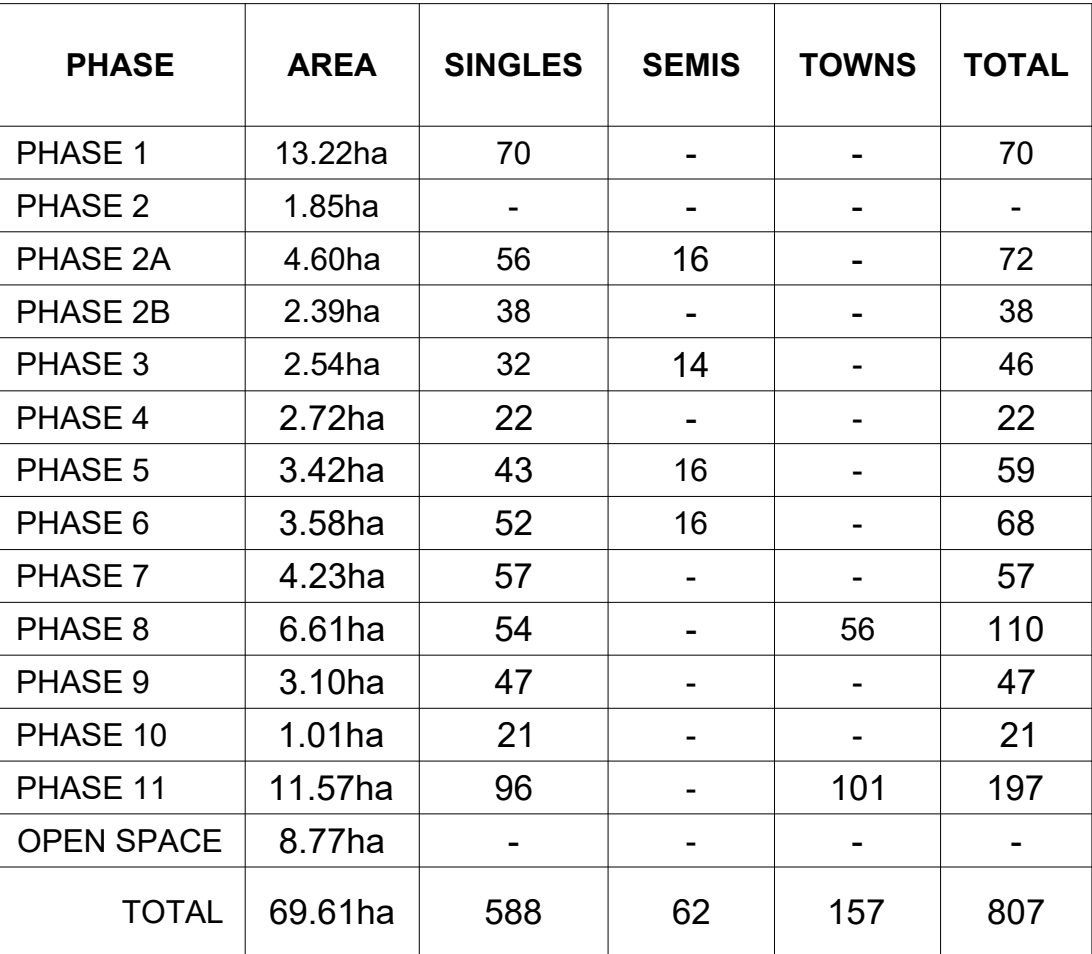 PHASE AREA SINGLES SEMIS TOWNS TOTAL
PHASE 1 13.22ha 70 - - 70
PHASE 2 1.85ha - - - -
PHASE 2A 4.60ha 56 16 - 72
PHASE 2B 2.39ha 38 - - 38
PHASE 3 2.54ha 32 14 - 46
PHASE 4 2.72ha 22 - - 22
PHASE 5 3.42ha 43 16 - 59
PHASE 6 3.58ha 52 16 - 68
PHASE 7 4.23ha 57 - - 57
PHASE 8 6.61ha 54 - 56 110
PHASE 9 3.10ha 47 - - 47
PHASE 10 1.01ha 21 - - 21
PHASE 11 11.57ha 96 - 101 197
OPEN SPACE 8.77ha - - - -
TOTAL 69.61ha 588 62 157 807